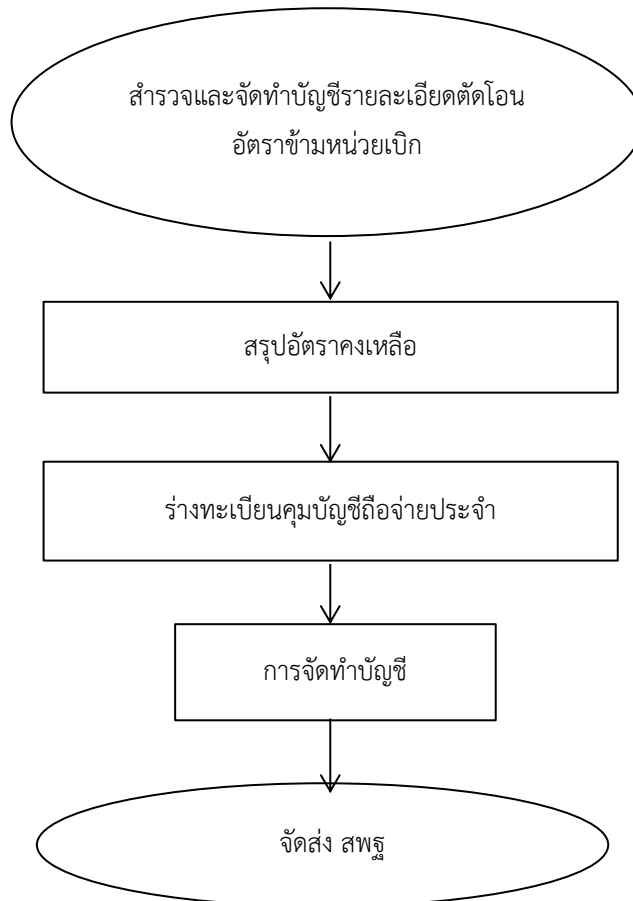 สำรวจและจัดทำบัญชีรายละเอียดตัดโอน
อัตราข้ามหน่วยเบิก
สรุปอัตราคงเหลือ
ร่างทะเบียนคุมบัญชีถือจ่ายประจำ
การจัดทำบัญชี
จัดส่ง สพฐ